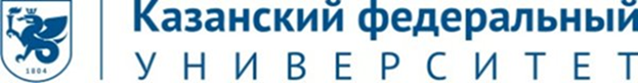 Казанский федеральный
УНИВЕРСИТЕТ
1804